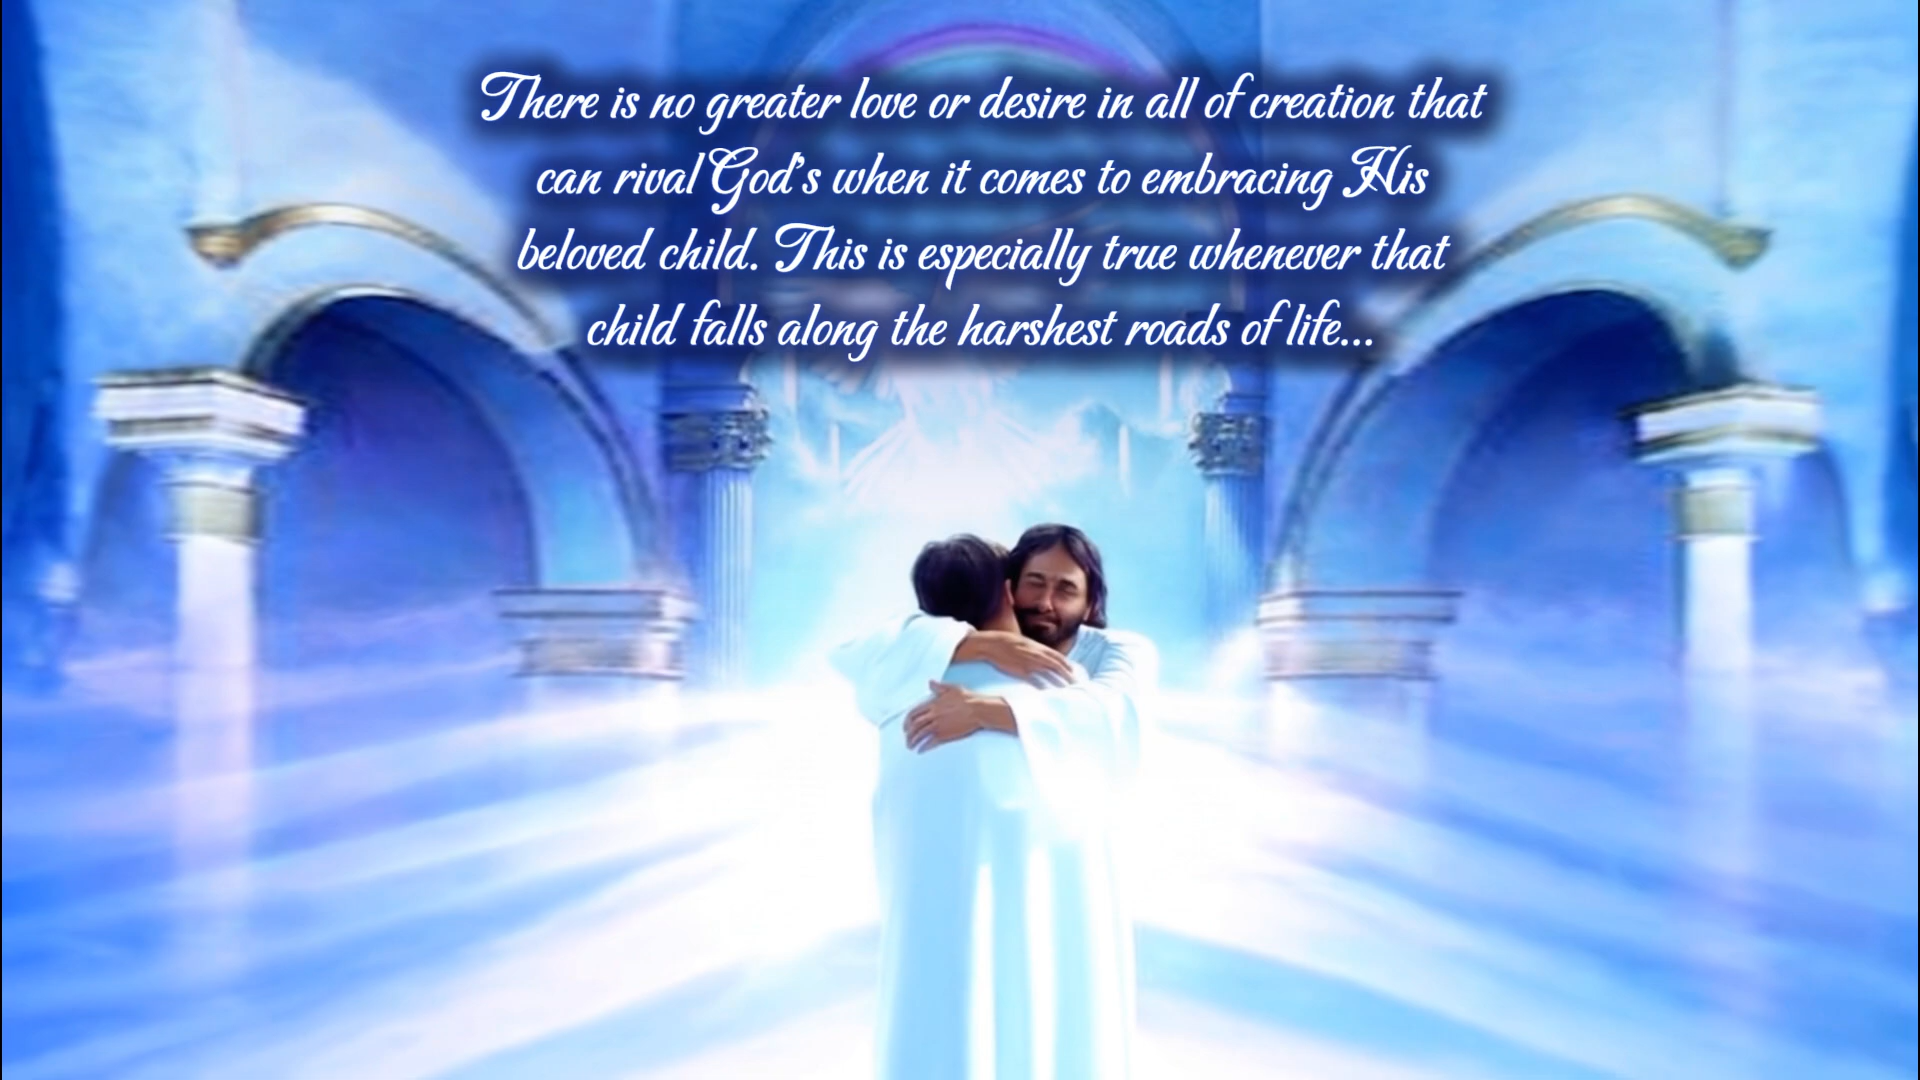 There is no greater love or desire in all of creation that
can rival God's when it comes to embracing His
beloved child. This is especially true whenever that
child falls along the harshest roads of life...